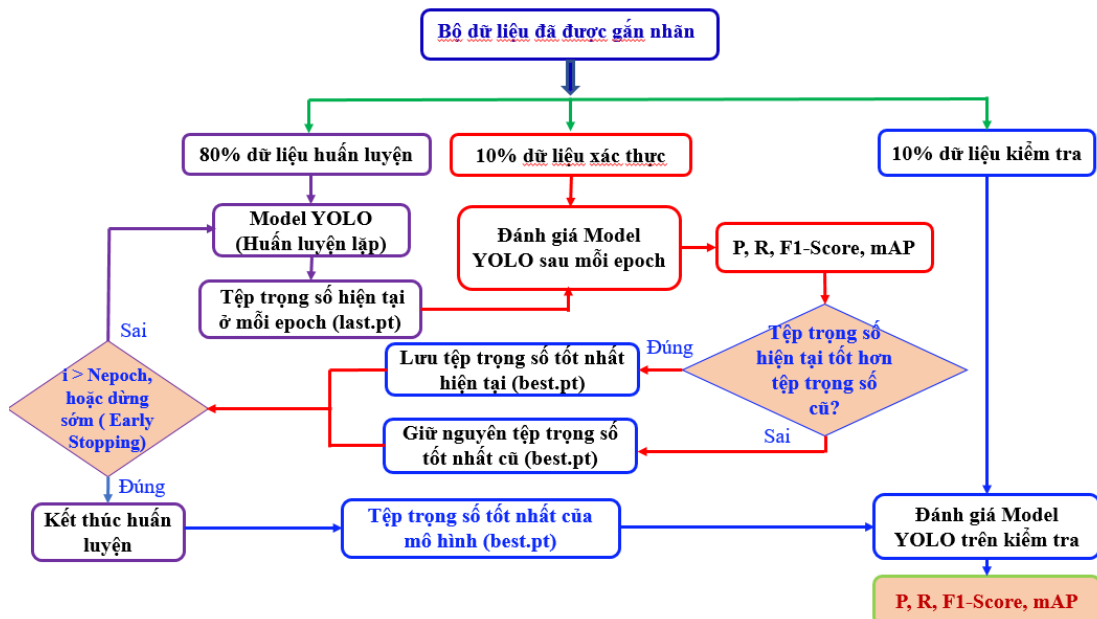 Bộ dữ liệu đã được gắn nhãn
80% dữ liệu huấn luyện
10% dữ liệu xác thực
10% dữ liệu kiểm tra
Model YOLO
(Huấn luyện lặp)
Đánh giá Model
YOLO sau mỗi epoch
P, R, F1-Score, mAP
Tệp trọng số hiện tại
ở mỗi epoch (last.pt)
Sai
Tệp trọng số
hiện tại tốt hơn
tệp trọng số
cũ?
Đúng
Lưu tệp trọng số tốt nhất
hiện tại (best.pt)
i > Nepoch,
hoặc dừng
sớm ( Early
Stopping)
Sai
Giữ nguyên tệp trọng số
tốt nhất cũ (best.pt)
Đúng
Kết thúc huấn
luyện
Tệp trọng số tốt nhất của
mô hình (best.pt)
Đánh giá Model
YOLO trên kiểm tra
P, R, F1-Score, mAP